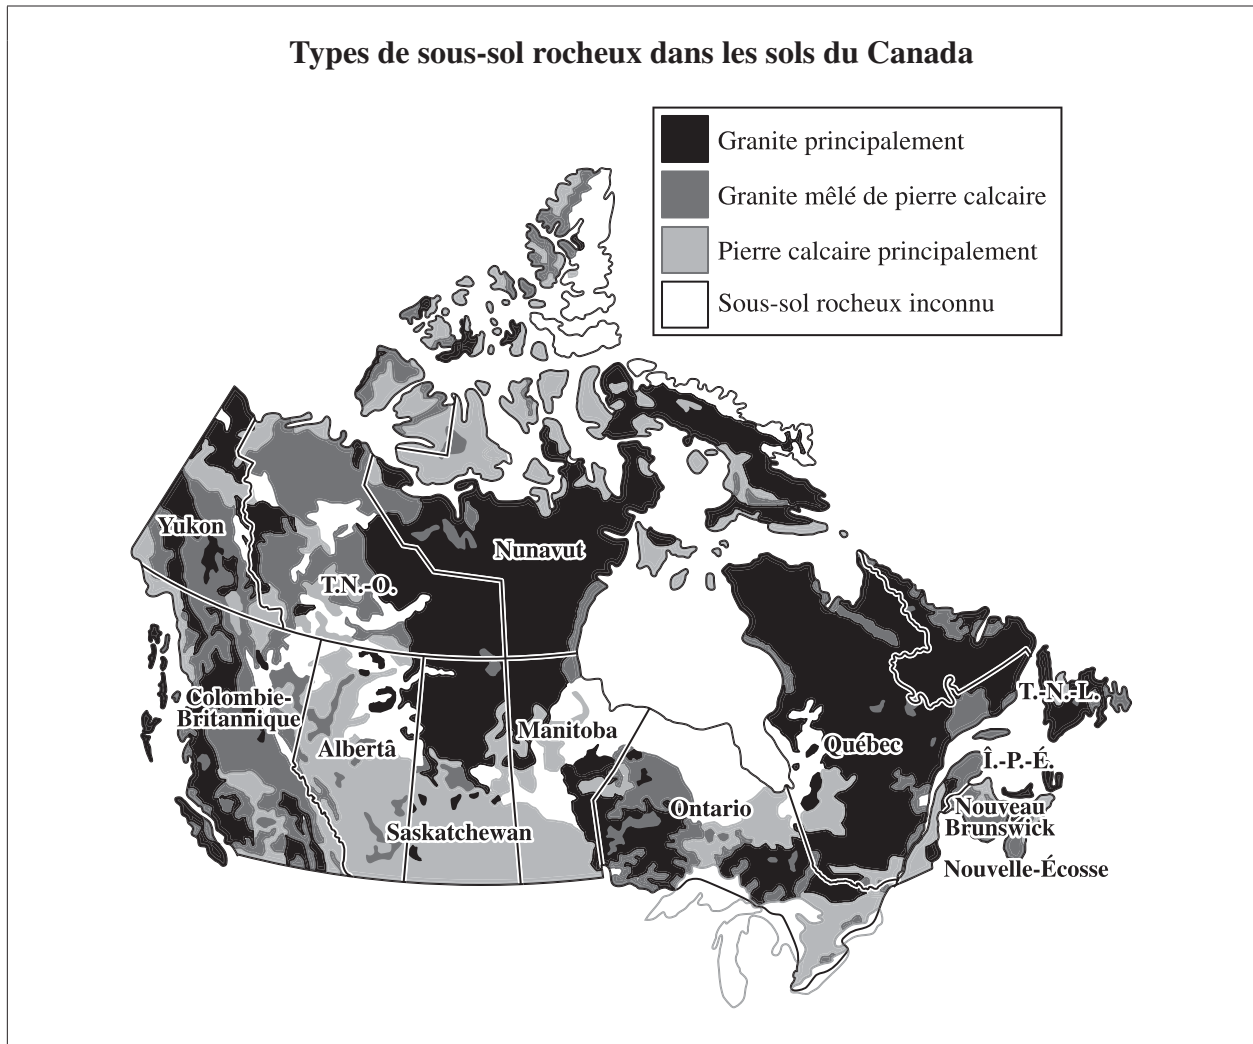 Types de sous-sol rocheux dans les sols du Canada
Granite principalement
Granite mêlé de pierre calcaire
Pierre calcaire principalement
Sous-sol rocheux inconnu
Yukon
Nunavut
T.N.-O.
Colombie-
Britannique
Albertâ
Saskatchewan
Manitoba
Ontario
Québec
T.-N.-L.
Î.-P.-É.
Nouveau
Brunswick
Nouvelle-Écosse